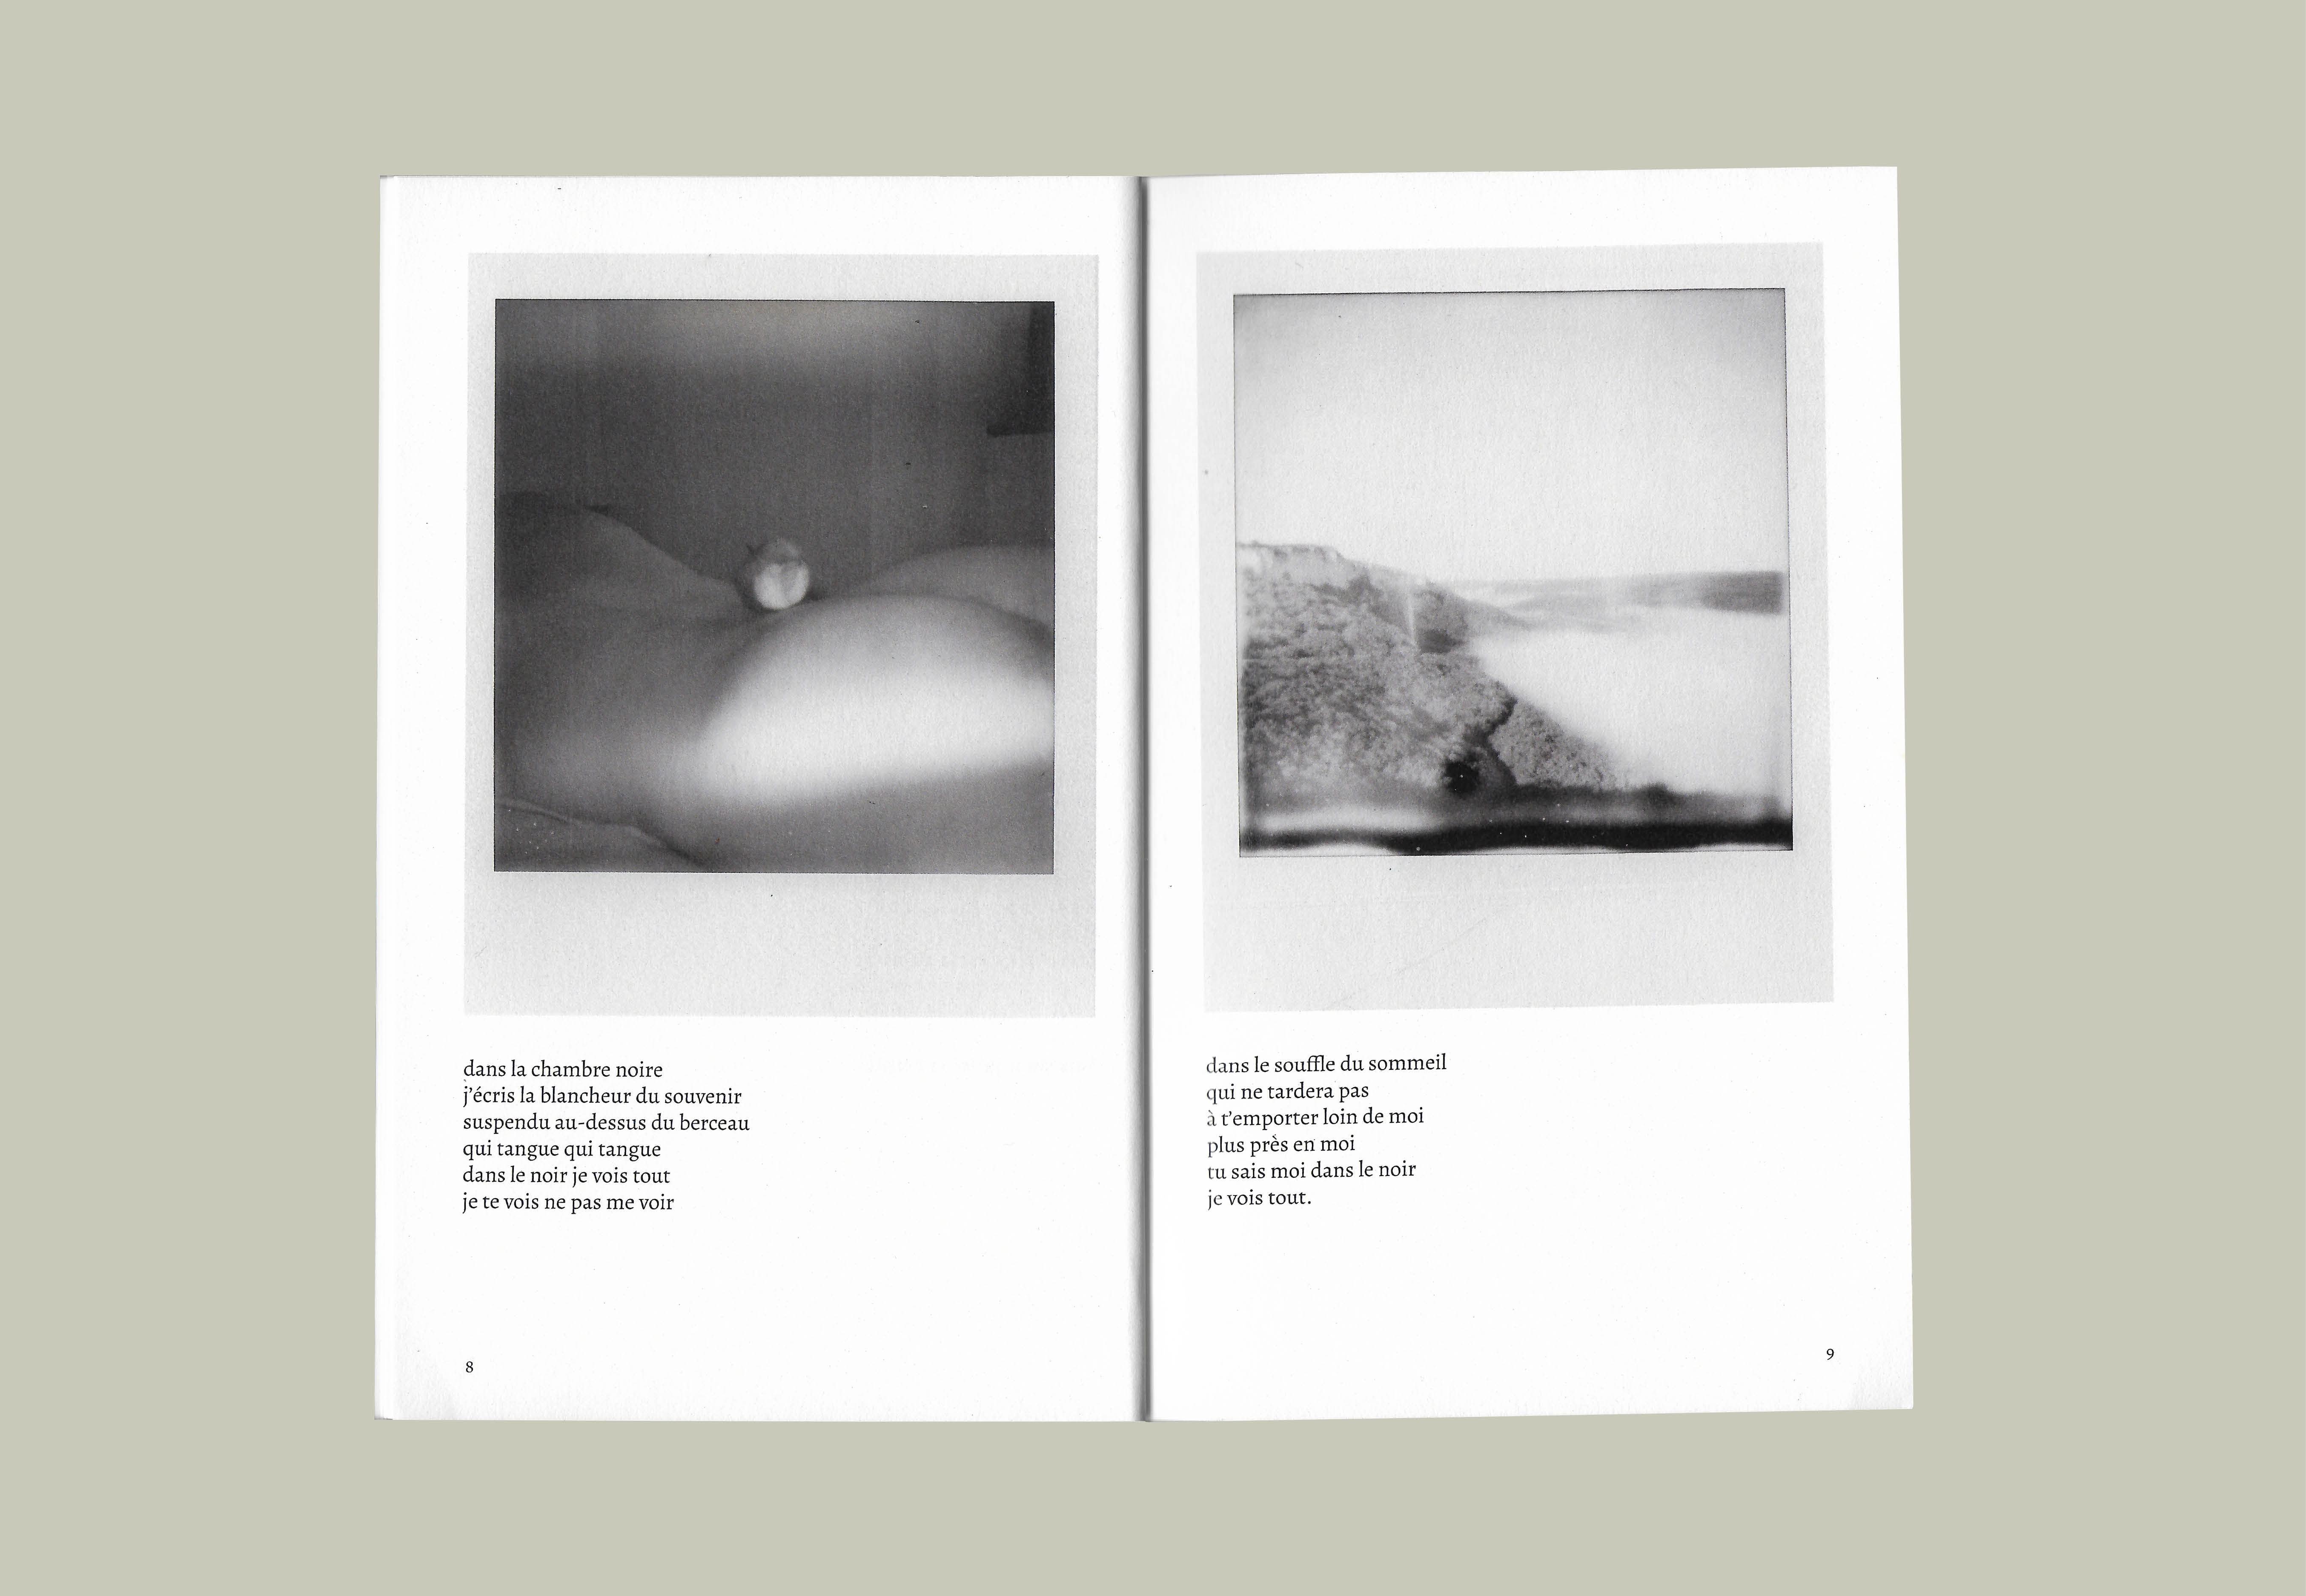 dans la chambre noire
j'écris la blancheur du souvenir
suspendu au-dessus du berceau
qui tangue qui tangue
dans le noir je vois tout
je te vois ne pas me voir
8
dans le souffle du sommeil
qui ne tardera pas
à t'emporter loin de moi
plus près en moi
tu sais moi dans le noir
je vois tout.
9